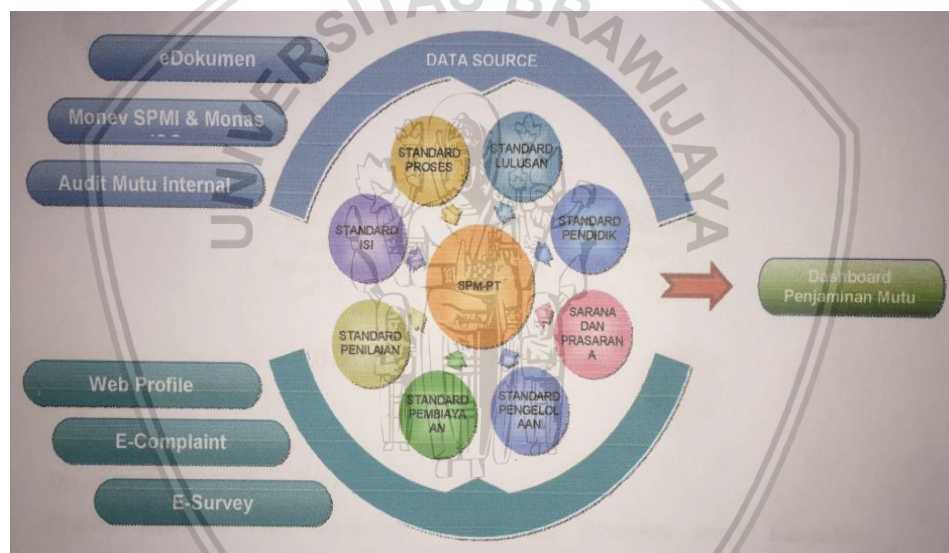 UNIVERSITAS BRAWIJAYA
eDokumen
Monev SPMI & Monas
Audit Mutu Internal
DATA SOURCE
STANDARD
PROSES
STANDARD
LULUSAN
STANDARD
ISI
STANDARD
PENDIDIK
SPM-PT
STANDARD
PENILAIAN
SARANA
DAN
PRASARAN
A
STANDARD
PEMBIAYA
AN
STANDARD
PENGELOL
AAN
Dashboard
Penjaminan Mutu
Web Profile
E-Complaint
E-Survey